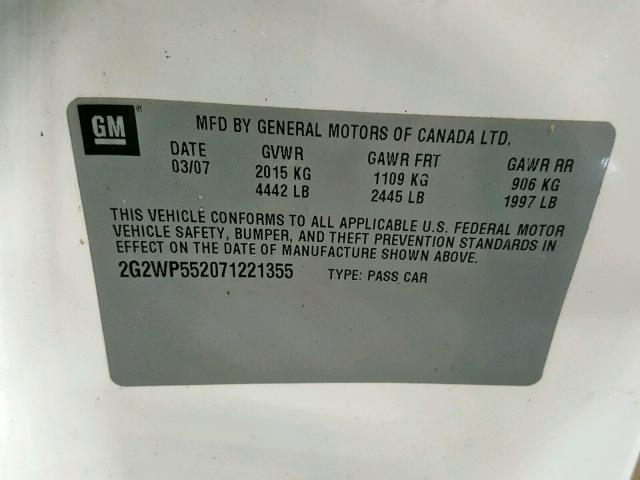 GM®
MFD BY GENERAL MOTORS OF CANADA LTD.
DATE GVWR GAWR FRT GAWR RR
03/07 2015 KG 1109 KG 906 KG
4442 LB 2445 LB 1997 LB
THIS VEHICLE CONFORMS TO ALL APPLICABLE U.S. FEDERAL MOTOR
VEHICLE SAFETY, BUMPER, AND THEFT PREVENTION STANDARDS IN
EFFECT ON THE DATE OF MANUFACTURE SHOWN ABOVE.
2G2WP552071221355 TYPE: PASS CAR